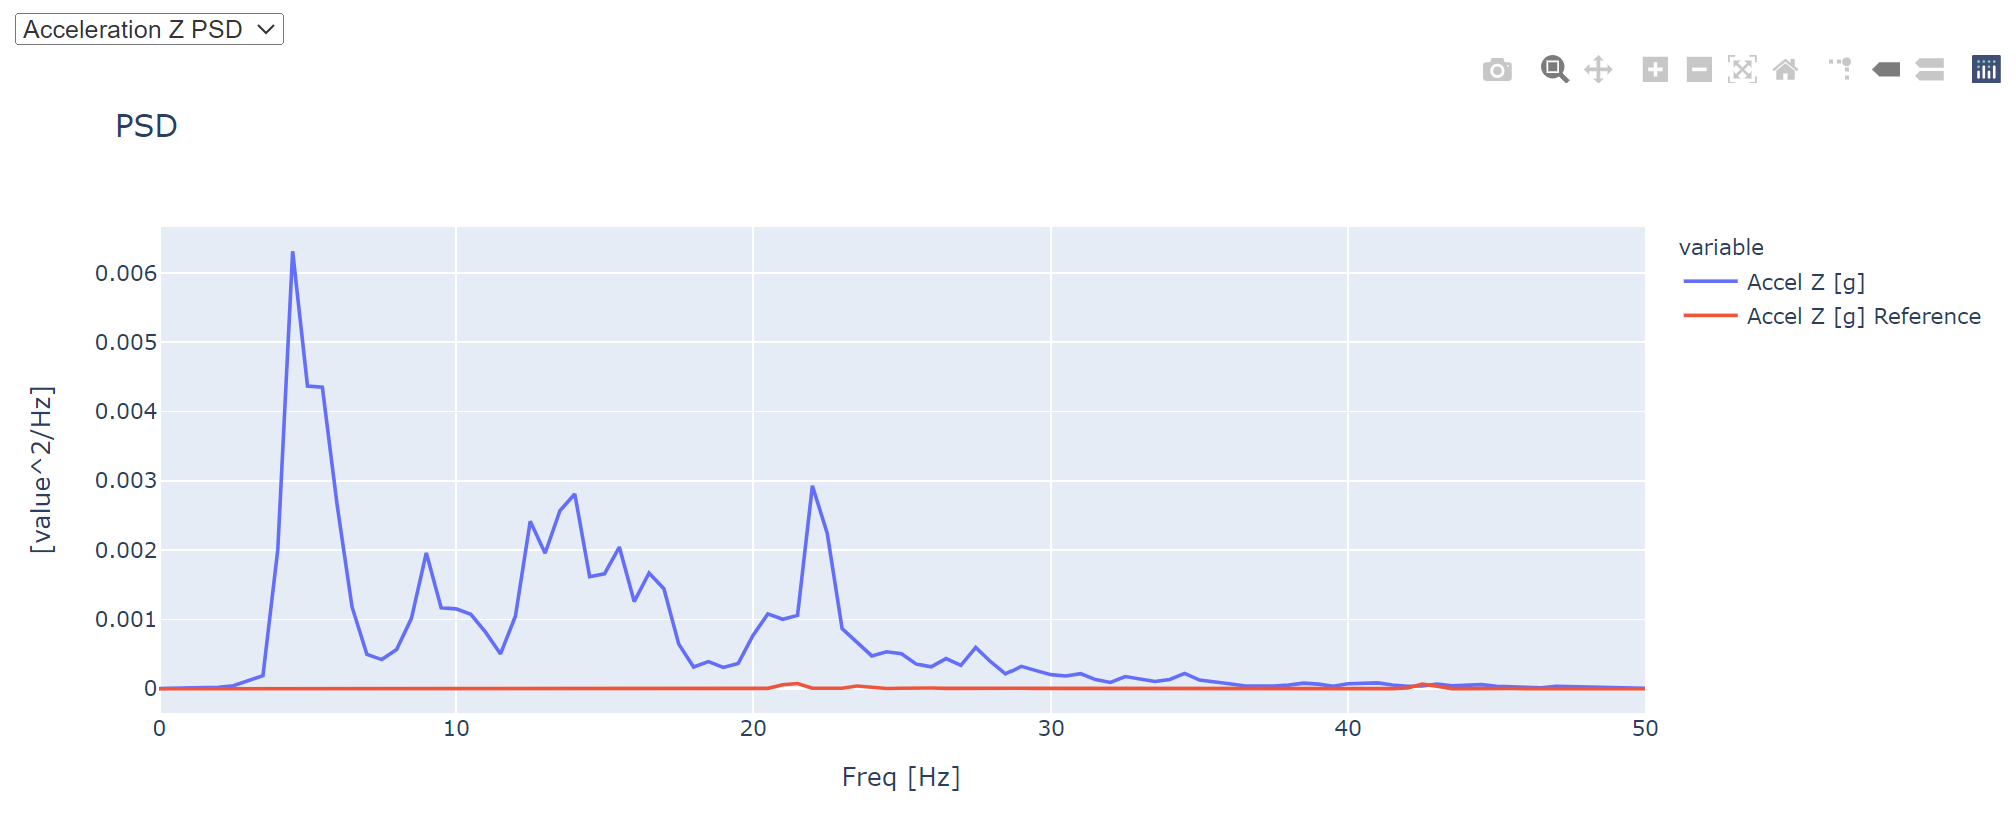 Acceleration Z PSD
PSD
variable
Accel Z [g]
Accel Z [g] Reference
0.006
0.005
0.004
0.003
0.002
0.001
0
[value^2/Hz]
0 10 20 30 40 50
Freq [Hz]